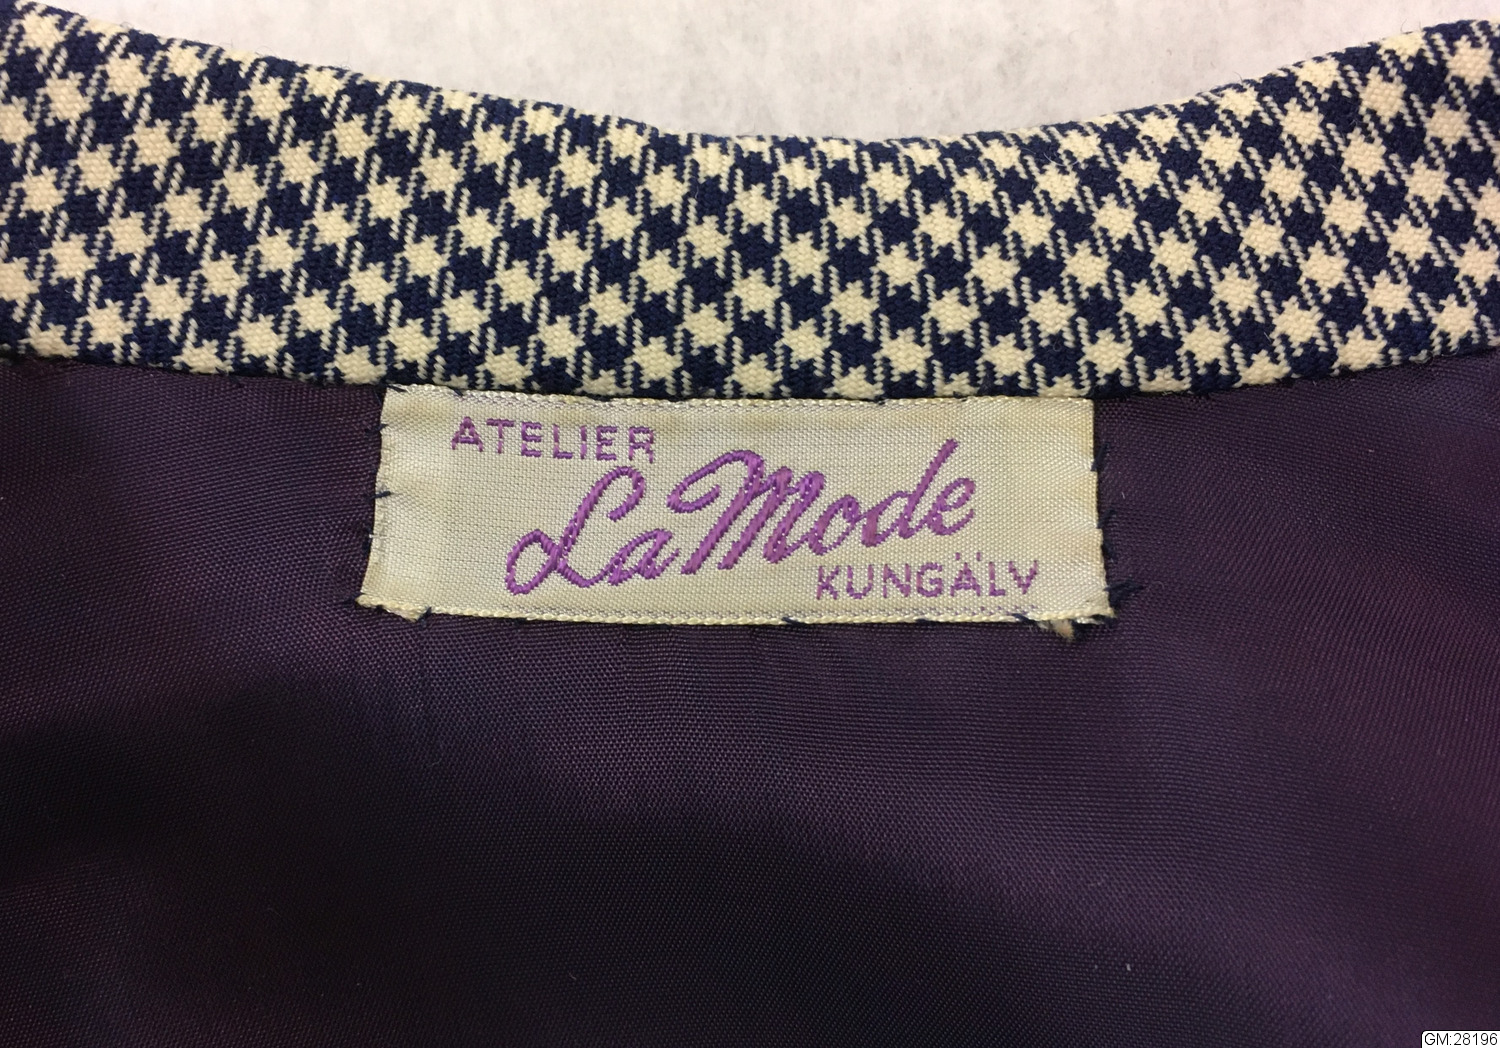 ATELIER
La Mode
KUNGÄLV
GM:28196